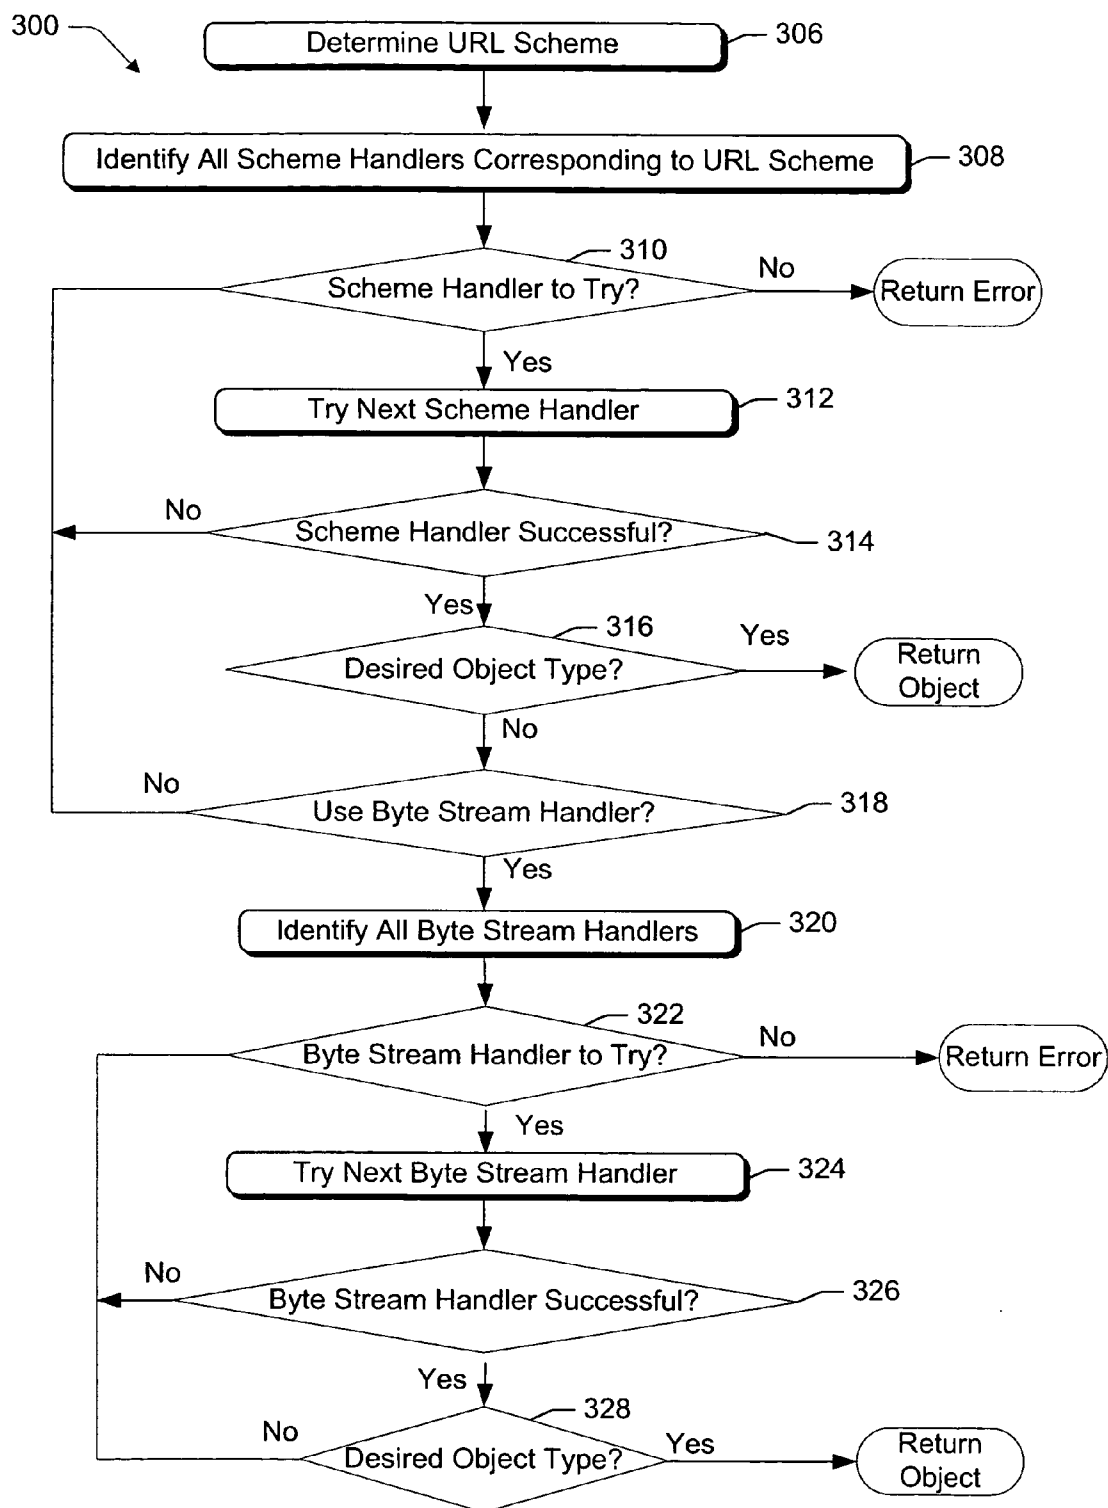 300
Determine URL Scheme
306
Identify All Scheme Handlers Corresponding to URL Scheme
308
310
Scheme Handler to Try?
No
Return Error
Yes
Try Next Scheme Handler
312
No
Scheme Handler Successful?
314
Yes
316
Desired Object Type?
Yes
Return
Object
No
No
Use Byte Stream Handler?
318
Yes
Identify All Byte Stream Handlers
320
322
Byte Stream Handler to Try?
No
Return Error
Yes
Try Next Byte Stream Handler
324
No
Byte Stream Handler Successful?
326
Yes
328
No
Desired Object Type?
Yes
Return
Object